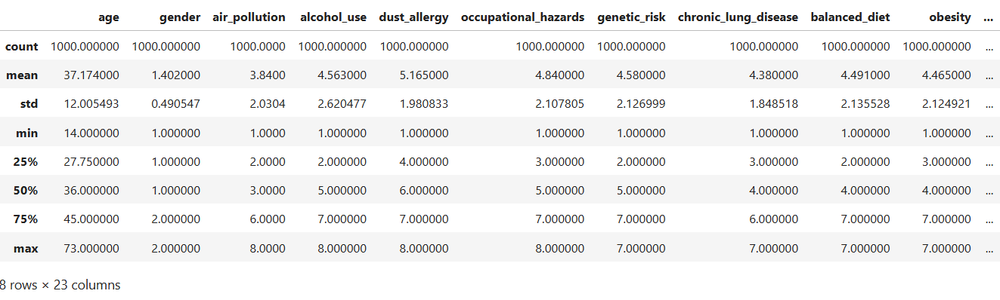 age gender air_pollution alcohol_use dust_allergy occupational_hazards genetic_risk chronic_lung_disease balanced_diet obesity ...
count 1000.000000 1000.000000 1000.0000 1000.000000 1000.000000 1000.000000 1000.000000 1000.000000 1000.000000 1000.000000 ...
mean 37.174000 1.402000 3.8400 4.563000 5.165000 4.840000 4.580000 4.380000 4.491000 4.465000 ...
std 12.005493 0.490547 2.0304 2.620477 1.980833 2.107805 2.126999 1.848518 2.135528 2.124921 ...
min 14.000000 1.000000 1.0000 1.000000 1.000000 1.000000 1.000000 1.000000 1.000000 1.000000 ...
25% 27.750000 1.000000 2.0000 2.000000 4.000000 3.000000 2.000000 3.000000 2.000000 3.000000 ...
50% 36.000000 1.000000 3.0000 5.000000 6.000000 5.000000 5.000000 4.000000 4.000000 4.000000 ...
75% 45.000000 2.000000 6.0000 7.000000 7.000000 7.000000 7.000000 6.000000 7.000000 7.000000 ...
max 73.000000 2.000000 8.0000 8.000000 8.000000 8.000000 7.000000 7.000000 7.000000 7.000000 ...
8 rows × 23 columns